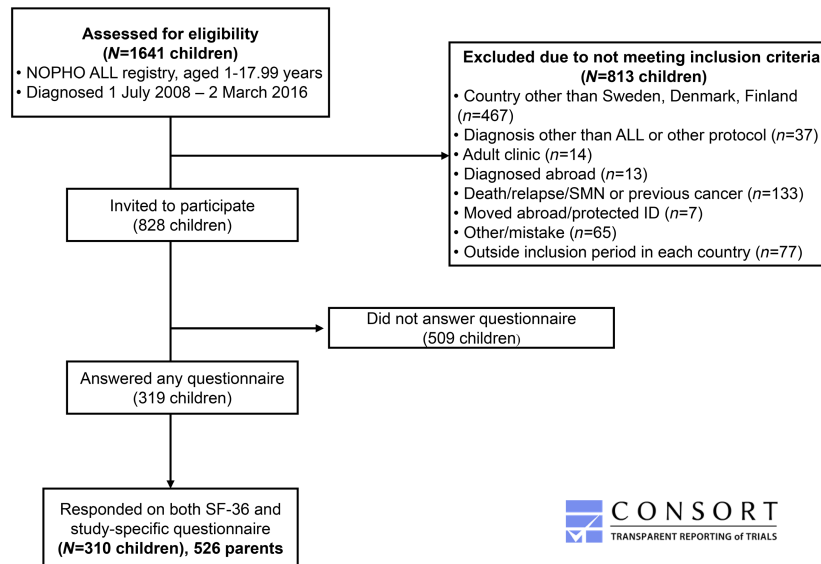 Assessed for eligibility
(N=1641 children)
• NOPHO ALL registry, aged 1-17.99 years
• Diagnosed 1 July 2008 – 2 March 2016
Excluded due to not meeting inclusion criteria
(N=813 children)
• Country other than Sweden, Denmark, Finland
(n=467)
• Diagnosis other than ALL or other protocol (n=37)
• Adult clinic (n=14)
• Diagnosed abroad (n=13)
• Death/relapse/SMN or previous cancer (n=133)
• Moved abroad/protected ID (n=7)
• Other/mistake (n=65)
• Outside inclusion period in each country (n=77)
Invited to participate
(828 children)
Did not answer questionnaire
(509 children)
Answered any questionnaire
(319 children)
Responded on both SF-36 and
study-specific questionnaire
(N=310 children), 526 parents
CONSORT
TRANSPARENT REPORTING of TRIALS